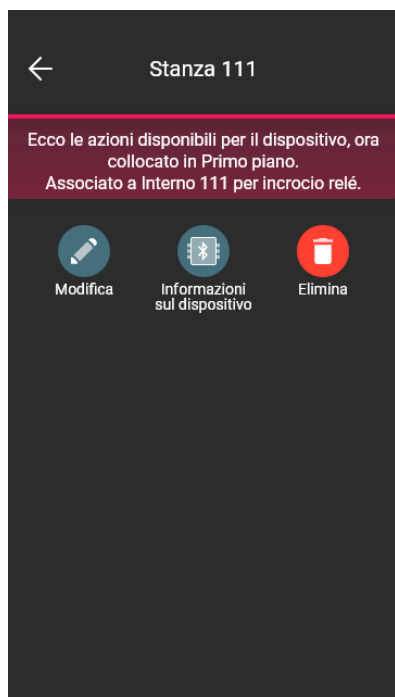 Stanza 111
Ecco le azioni disponibili per il dispositivo, ora
collocato in Primo piano.
Associato a Interno 111 per incrocio relé.
Modifica
Informazioni
sul dispositivo
Elimina